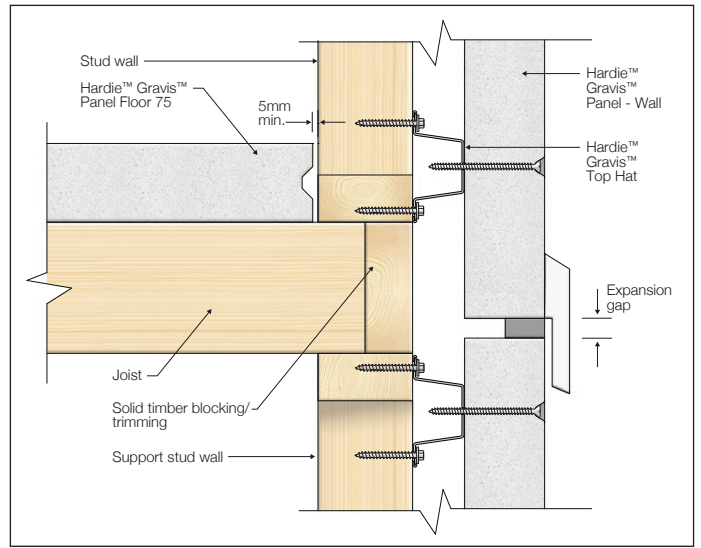 Stud wall
Hardie™ Gravis™
Panel Floor 75
5mm
min.
Hardie™
Gravis™
Panel - Wall
Hardie™
Gravis™
Top Hat
Expansion
gap
Joist
Solid timber blocking/
trimming
Support stud wall